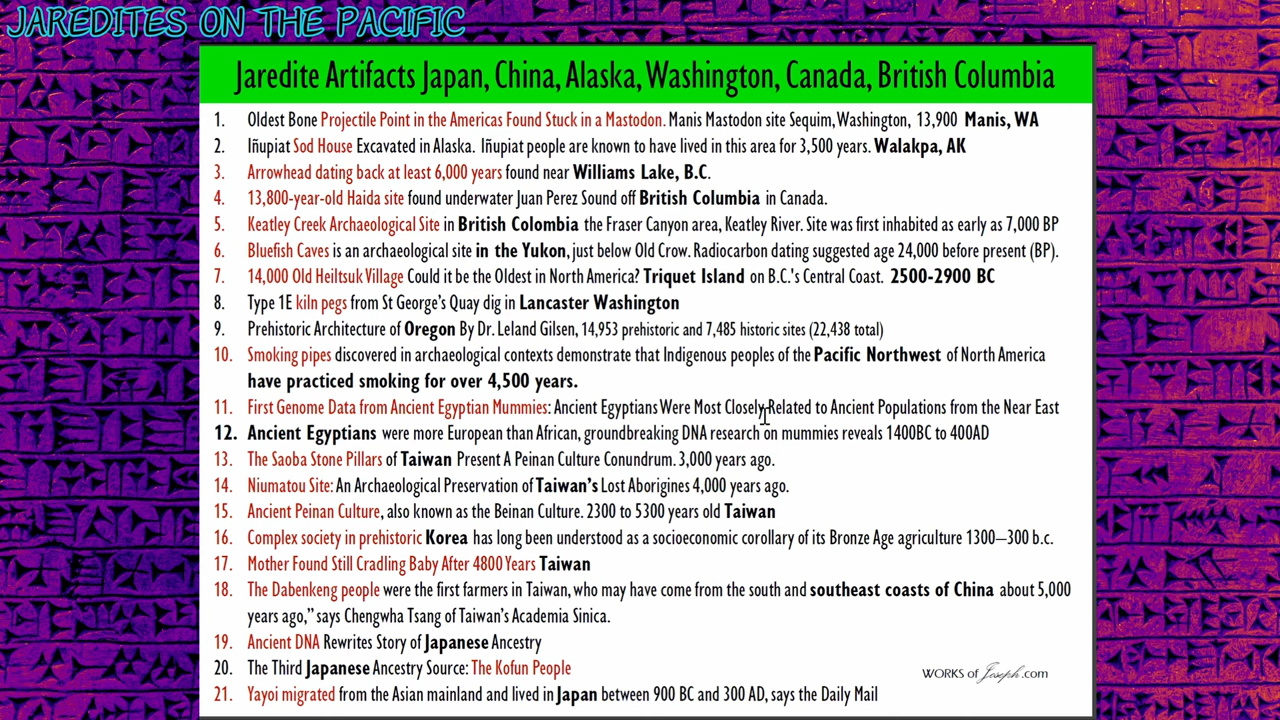 JAREDITES ON THE PACIFIC
Jaredite Artifacts Japan, China, Alaska, Washington, Canada, British Columbia
1. Oldest Bone Projectile Point in the Americas Found Stuck in a Mastodon. Manis Mastodon site Sequim, Washington, 13,900 Manis, WA
2. Iñupiat Sod House Excavated in Alaska. Iñupiat people are known to have lived in this area for 3,500 years. Walakpa, AK
3. Arrowhead dating back at least 6,000 years found near Williams Lake, B.C.
4. 13,800-year-old Haida site found underwater Juan Perez Sound off British Columbia in Canada.
5. Keatley Creek Archaeological Site in British Colombia the Fraser Canyon area, Keatley River. Site was first inhabited as early as 7,000 BP
6. Bluefish Caves is an archaeological site in the Yukon, just below Old Crow. Radiocarbon dating suggested age 24,000 before present (BP).
7. 14,000 Old Heiltsuk Village Could it be the Oldest in North America? Triquet Island on B.C.'s Central Coast. 2500-2900 BC
8. Type 1E kiln pegs from St George's Quay dig in Lancaster Washington
9. Prehistoric Architecture of Oregon By Dr. Leland Gilsen, 14,953 prehistoric and 7,485 historic sites (22,438 total)
10. Smoking pipes discovered in archaeological contexts demonstrate that Indigenous peoples of the Pacific Northwest of North America
have practiced smoking for over 4,500 years.
11. First Genome Data from Ancient Egyptian Mummies: Ancient Egyptians Were Most Closely Related to Ancient Populations from the Near East
12. Ancient Egyptians were more European than African, groundbreaking DNA research on mummies reveals 1400BC to 400AD
13. The Saoba Stone Pillars of Taiwan Present A Peinan Culture Conundrum. 3,000 years ago.
14. Niumatou Site: An Archaeological Preservation of Taiwan's Lost Aborigines 4,000 years ago.
15. Ancient Peinan Culture, also known as the Beinan Culture. 2300 to 5300 years old Taiwan
16. Complex society in prehistoric Korea has long been understood as a socioeconomic corollary of its Bronze Age agriculture 1300–300 b.c.
17. Mother Found Still Cradling Baby After 4800 Years Taiwan
18. The Dabenkeng people were the first farmers in Taiwan, who may have come from the south and southeast coasts of China about 5,000
years ago," says Chengwha Tsang of Taiwan's Academia Sinica.
19. Ancient DNA Rewrites Story of Japanese Ancestry
20. The Third Japanese Ancestry Source: The Kofun People
WORKS of Joseph.com
21. Yayoi migrated from the Asian mainland and lived in Japan between 900 BC and 300 AD, says the Daily Mail